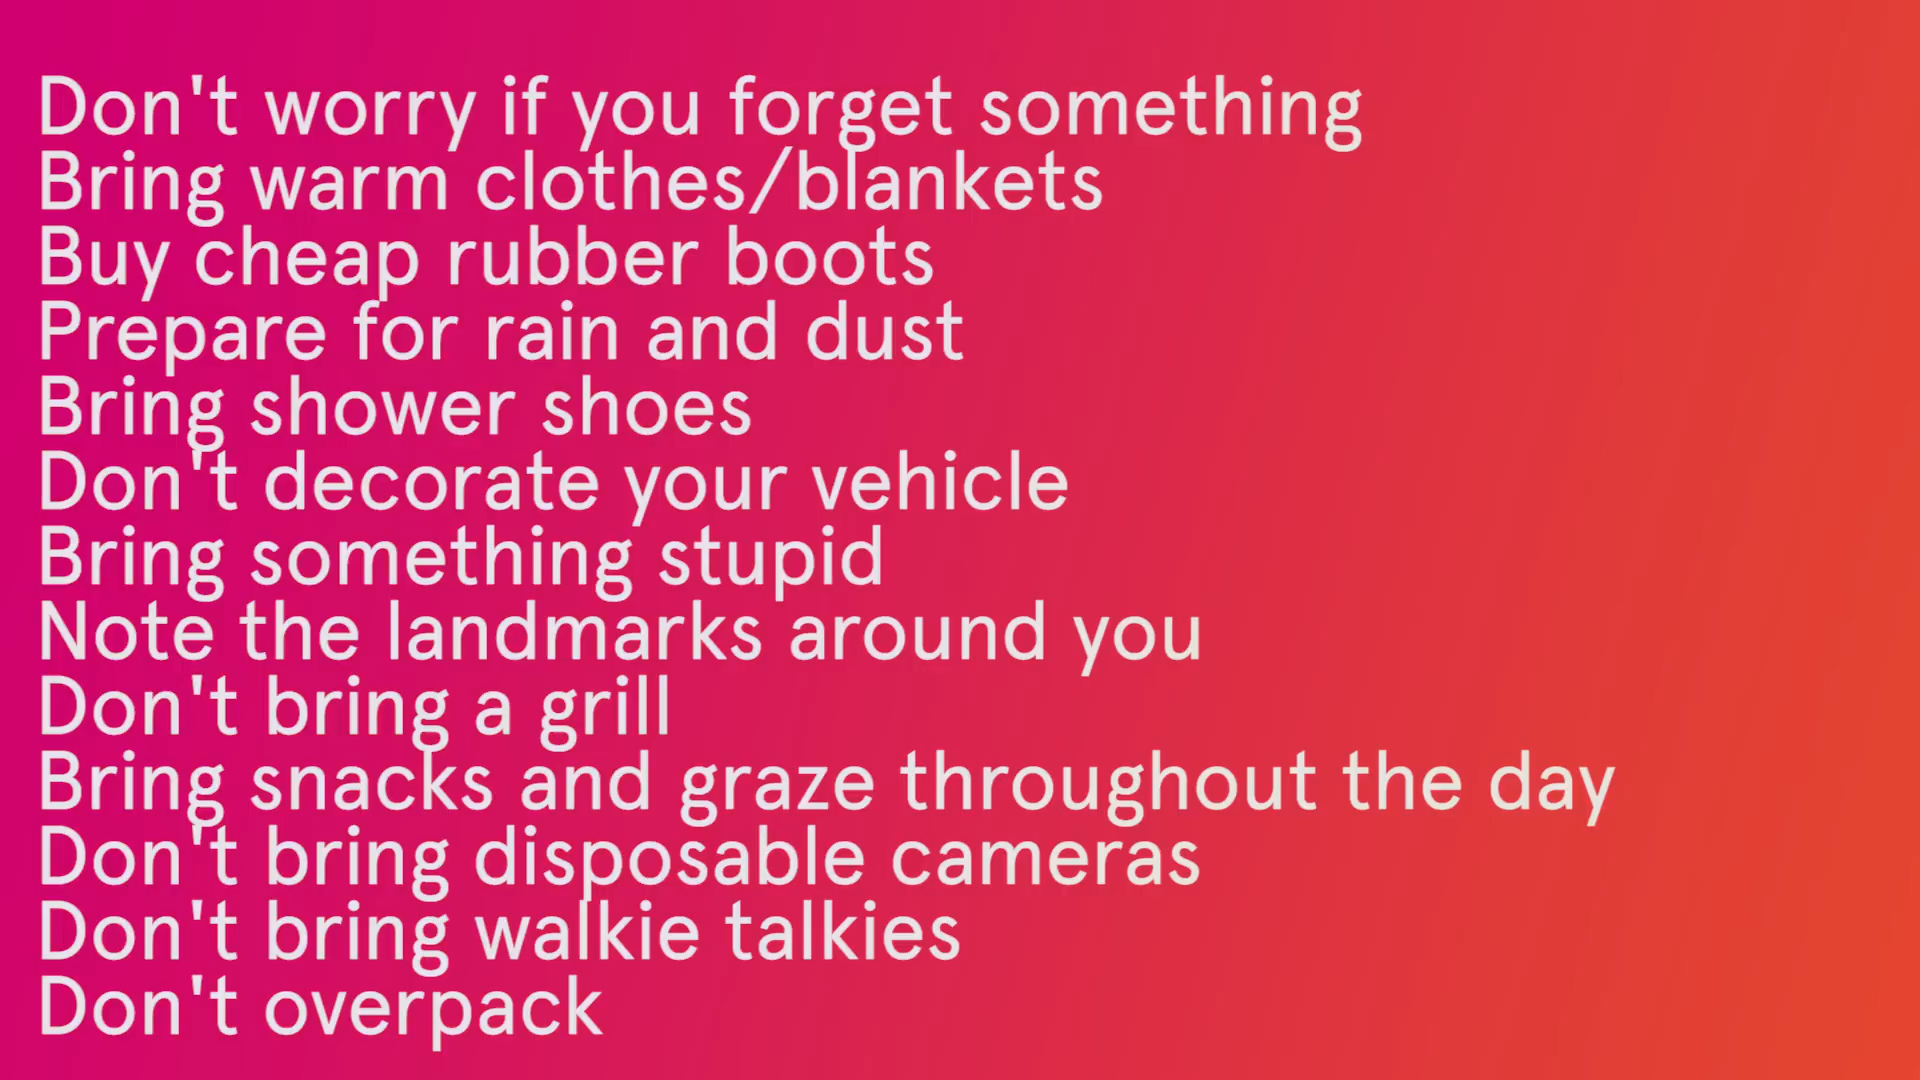 Don't worry if you forget something
Bring warm clothes/blankets
Buy cheap rubber boots
Prepare for rain and dust
Bring shower shoes
Don't decorate your vehicle
Bring something stupid
Note the landmarks around you
Don't bring a grill
Bring snacks and graze throughout the day
Don't bring disposable cameras
Don't bring walkie talkies
Don't overpack